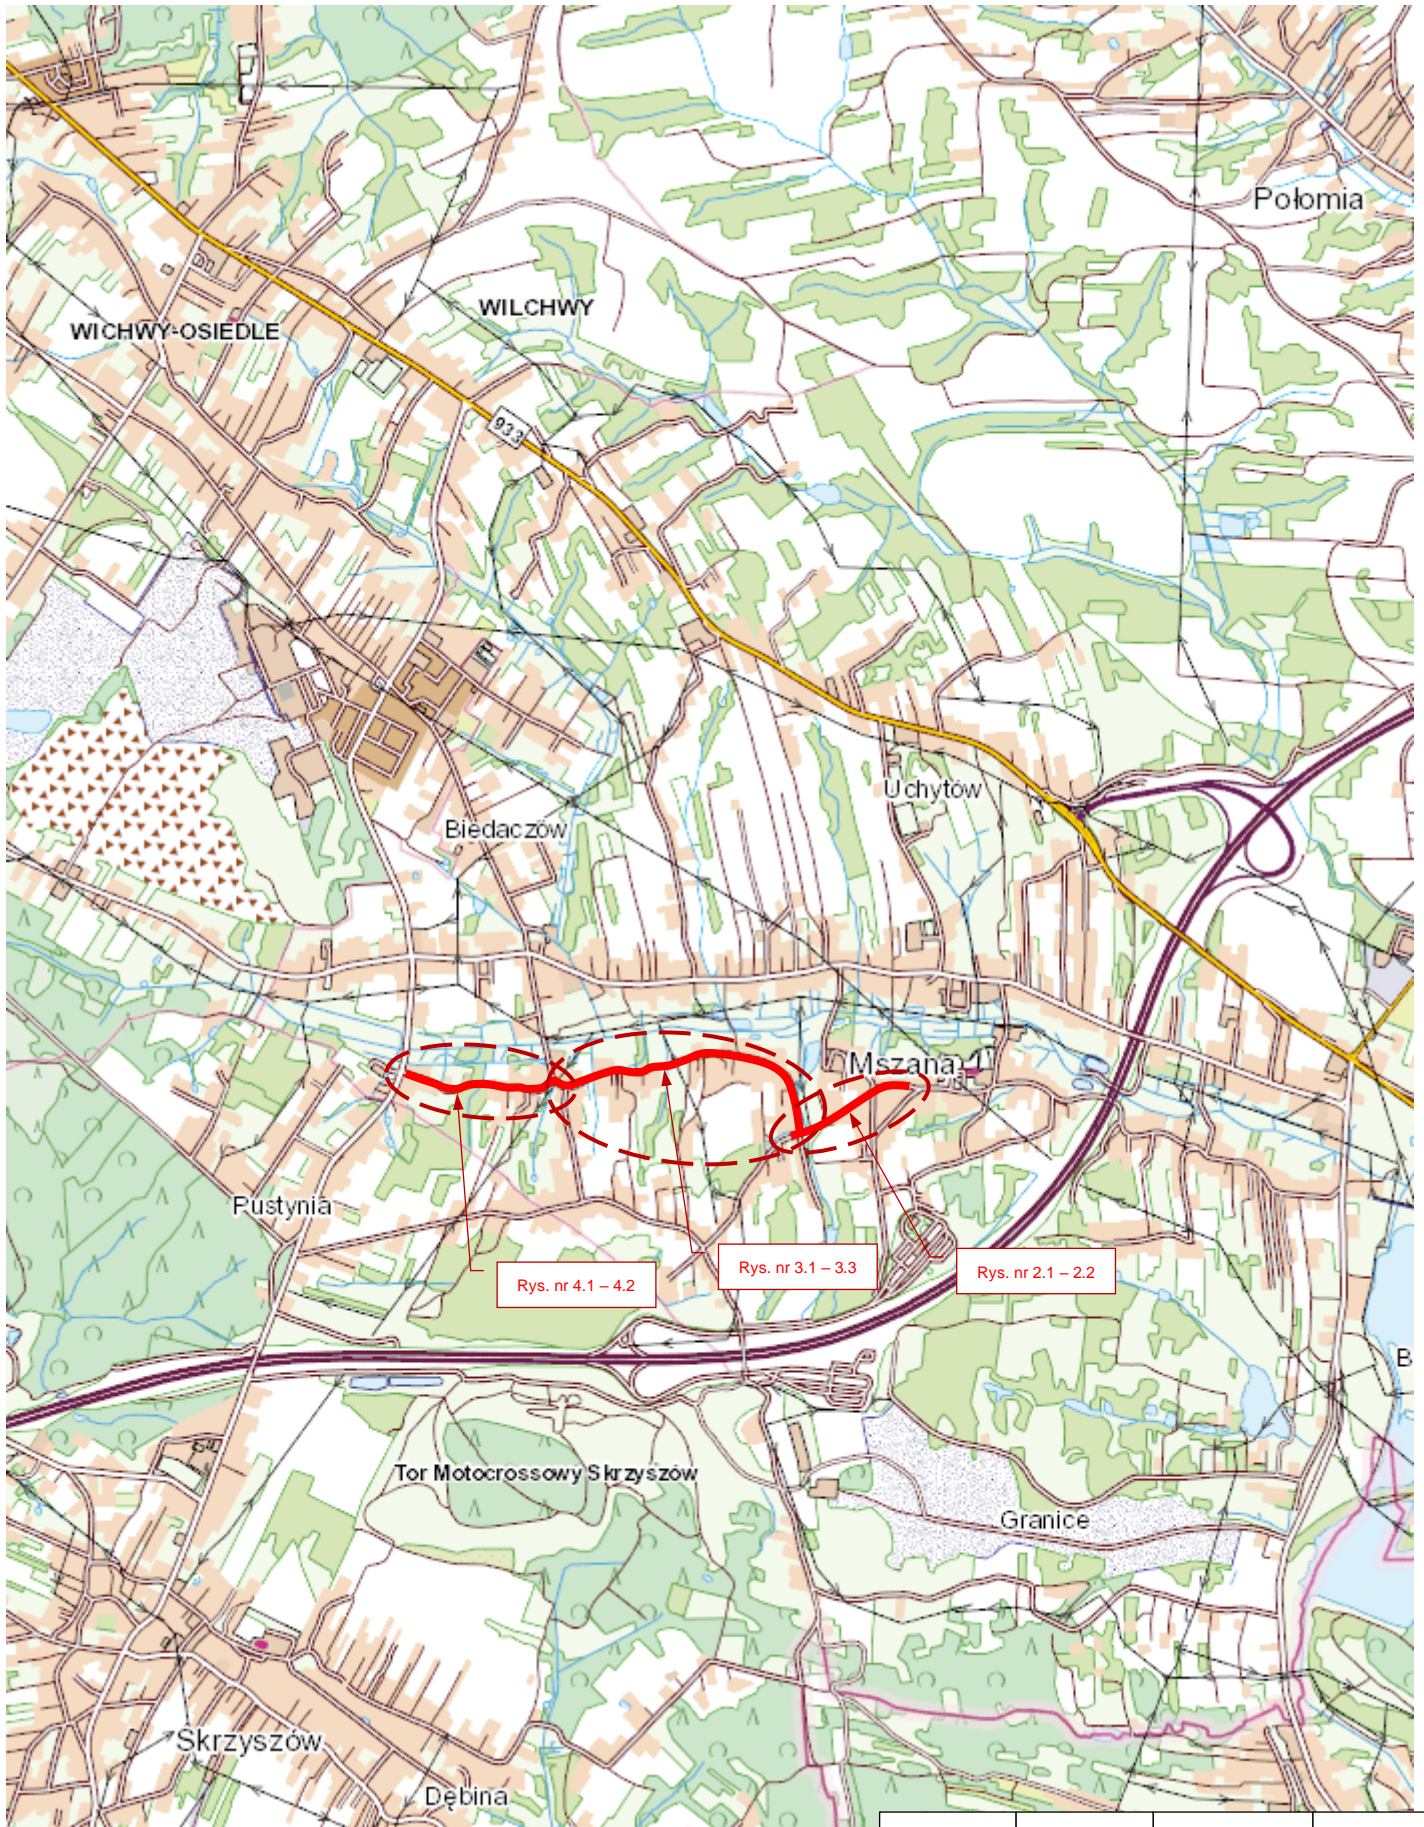 Połomia
WILCHWY
WICHWY-OSIEDLE
933
Uchytów
Biedaczów
Mszana
Pustynia
Rys. nr 4.1 – 4.2
Rys. nr 3.1 – 3.3
Rys. nr 2.1 – 2.2
B
Tor Motocrossowy Skrzyszów
Granice
Skrzyszów
Dębina